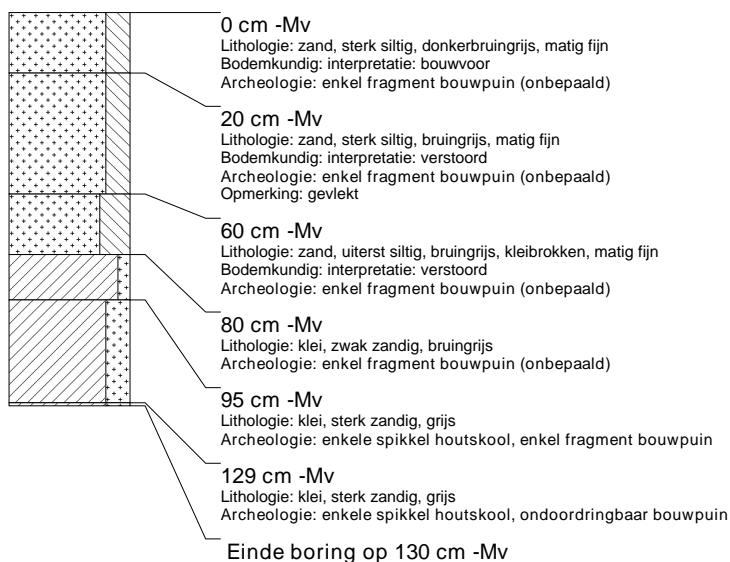 0 cm -Mv
Lithologie: zand, sterk siltig, donkerbruingrijs, matig fijn
Bodemkundig: interpretatie: bouwvoor
Archeologie: enkel fragment bouwpuin (onbepaald)
20 cm -Mv
Lithologie: zand, sterk siltig, bruingrijs, matig fijn
Bodemkundig: interpretatie: verstoord
Archeologie: enkel fragment bouwpuin (onbepaald)
Opmerking: gevlekt
60 cm -Mv
Lithologie: zand, uiterst siltig, bruingrijs, kleibrokken, matig fijn
Bodemkundig: interpretatie: verstoord
Archeologie: enkel fragment bouwpuin (onbepaald)
80 cm -Mv
Lithologie: klei, zwak zandig, bruingrijs
Archeologie: enkel fragment bouwpuin (onbepaald)
95 cm -Mv
Lithologie: klei, sterk zandig, grijs
Archeologie: enkele spikkel houtskool, enkel fragment bouwpuin
129 cm -Mv
Lithologie: klei, sterk zandig, grijs
Archeologie: enkele spikkel houtskool, ondoordringbaar bouwpuin
Einde boring op 130 cm -Mv